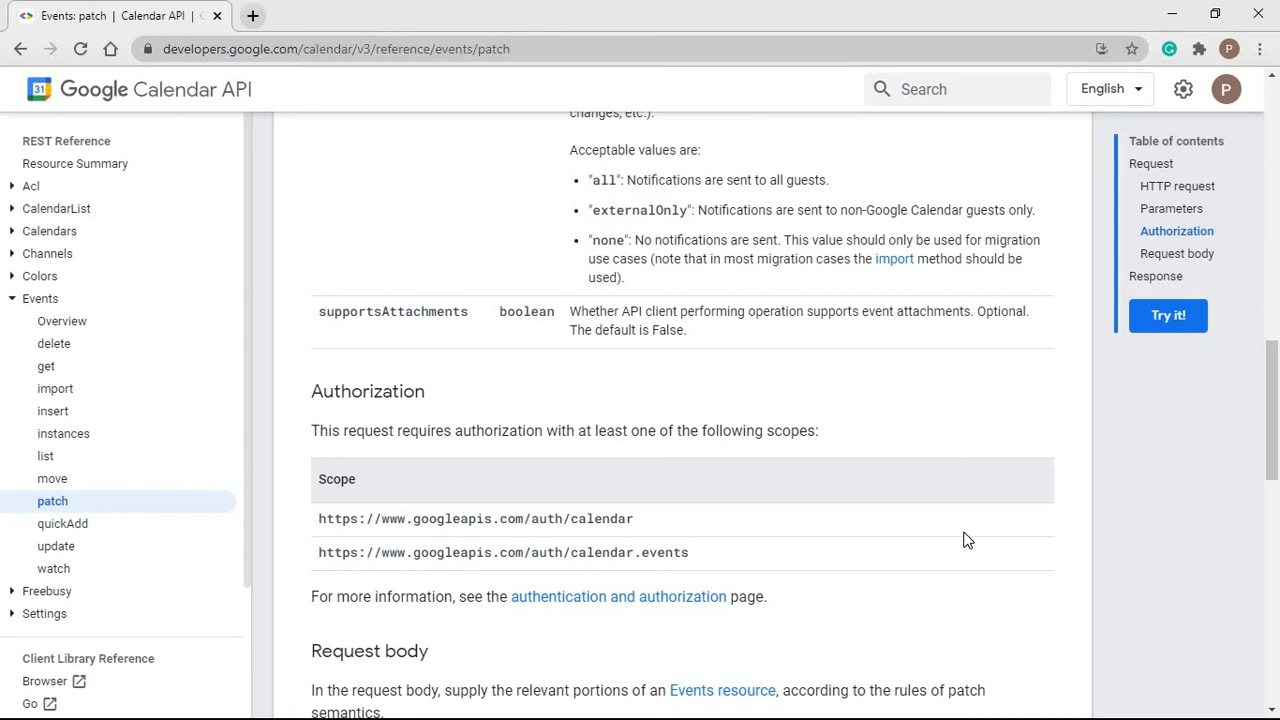 Events: patch | Calendar API |
developers.google.com/calendar/v3/reference/events/patch
P
31 Google Calendar API
Search
English
P
REST Reference
Resource Summary
Acl
CalendarList
Calendars
Channels
Colors
Events
Overview
delete
get
import
insert
instances
list
move
patch
quickAdd
update
watch
Freebusy
Settings
Client Library Reference
Browser
Go
changes, etc.).
Acceptable values are:
• "all": Notifications are sent to all guests.
• "externalOnly": Notifications are sent to non-Google Calendar guests only.
• "none": No notifications are sent. This value should only be used for migration
use cases (note that in most migration cases the import method should be
used).
supportsAttachments boolean Whether API client performing operation supports event attachments. Optional.
The default is False.
Authorization
This request requires authorization with at least one of the following scopes:
Scope
https://www.googleapis.com/auth/calendar
https://www.googleapis.com/auth/calendar.events
For more information, see the authentication and authorization page.
Request body
In the request body, supply the relevant portions of an Events resource, according to the rules of patch
semantics.
Table of contents
Request
HTTP request
Parameters
Authorization
Request body
Response
Try it!